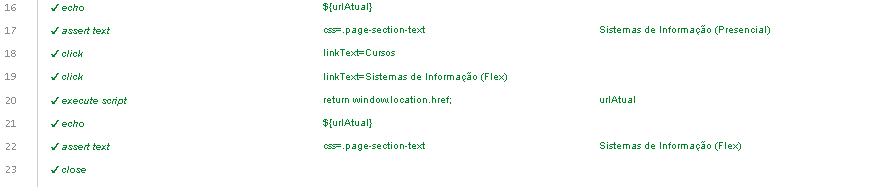 16 ✓ echo ${urlAtual}
17 ✓ assert text css=.page-section-text Sistemas de Informação (Presencial)
18 ✓ click linkText=Cursos
19 ✓ click linkText=Sistemas de Informação (Flex)
20 ✓ execute script return window.location.href; urlAtual
21 ✓ echo ${urlAtual}
22 ✓ assert text css=.page-section-text Sistemas de Informação (Flex)
23 ✓ close